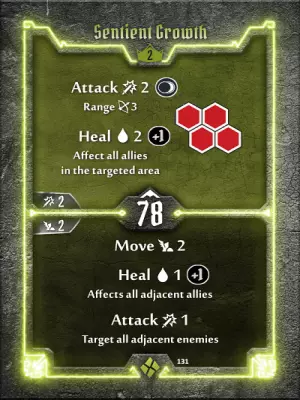 Sentient Growth
2
Attack 2
Range 3
Heal 2 +1
Affect all allies
in the targeted area
2
78
2
Move 2
Heal 1 +1
Affects all adjacent allies
Attack 1
Target all adjacent enemies
131